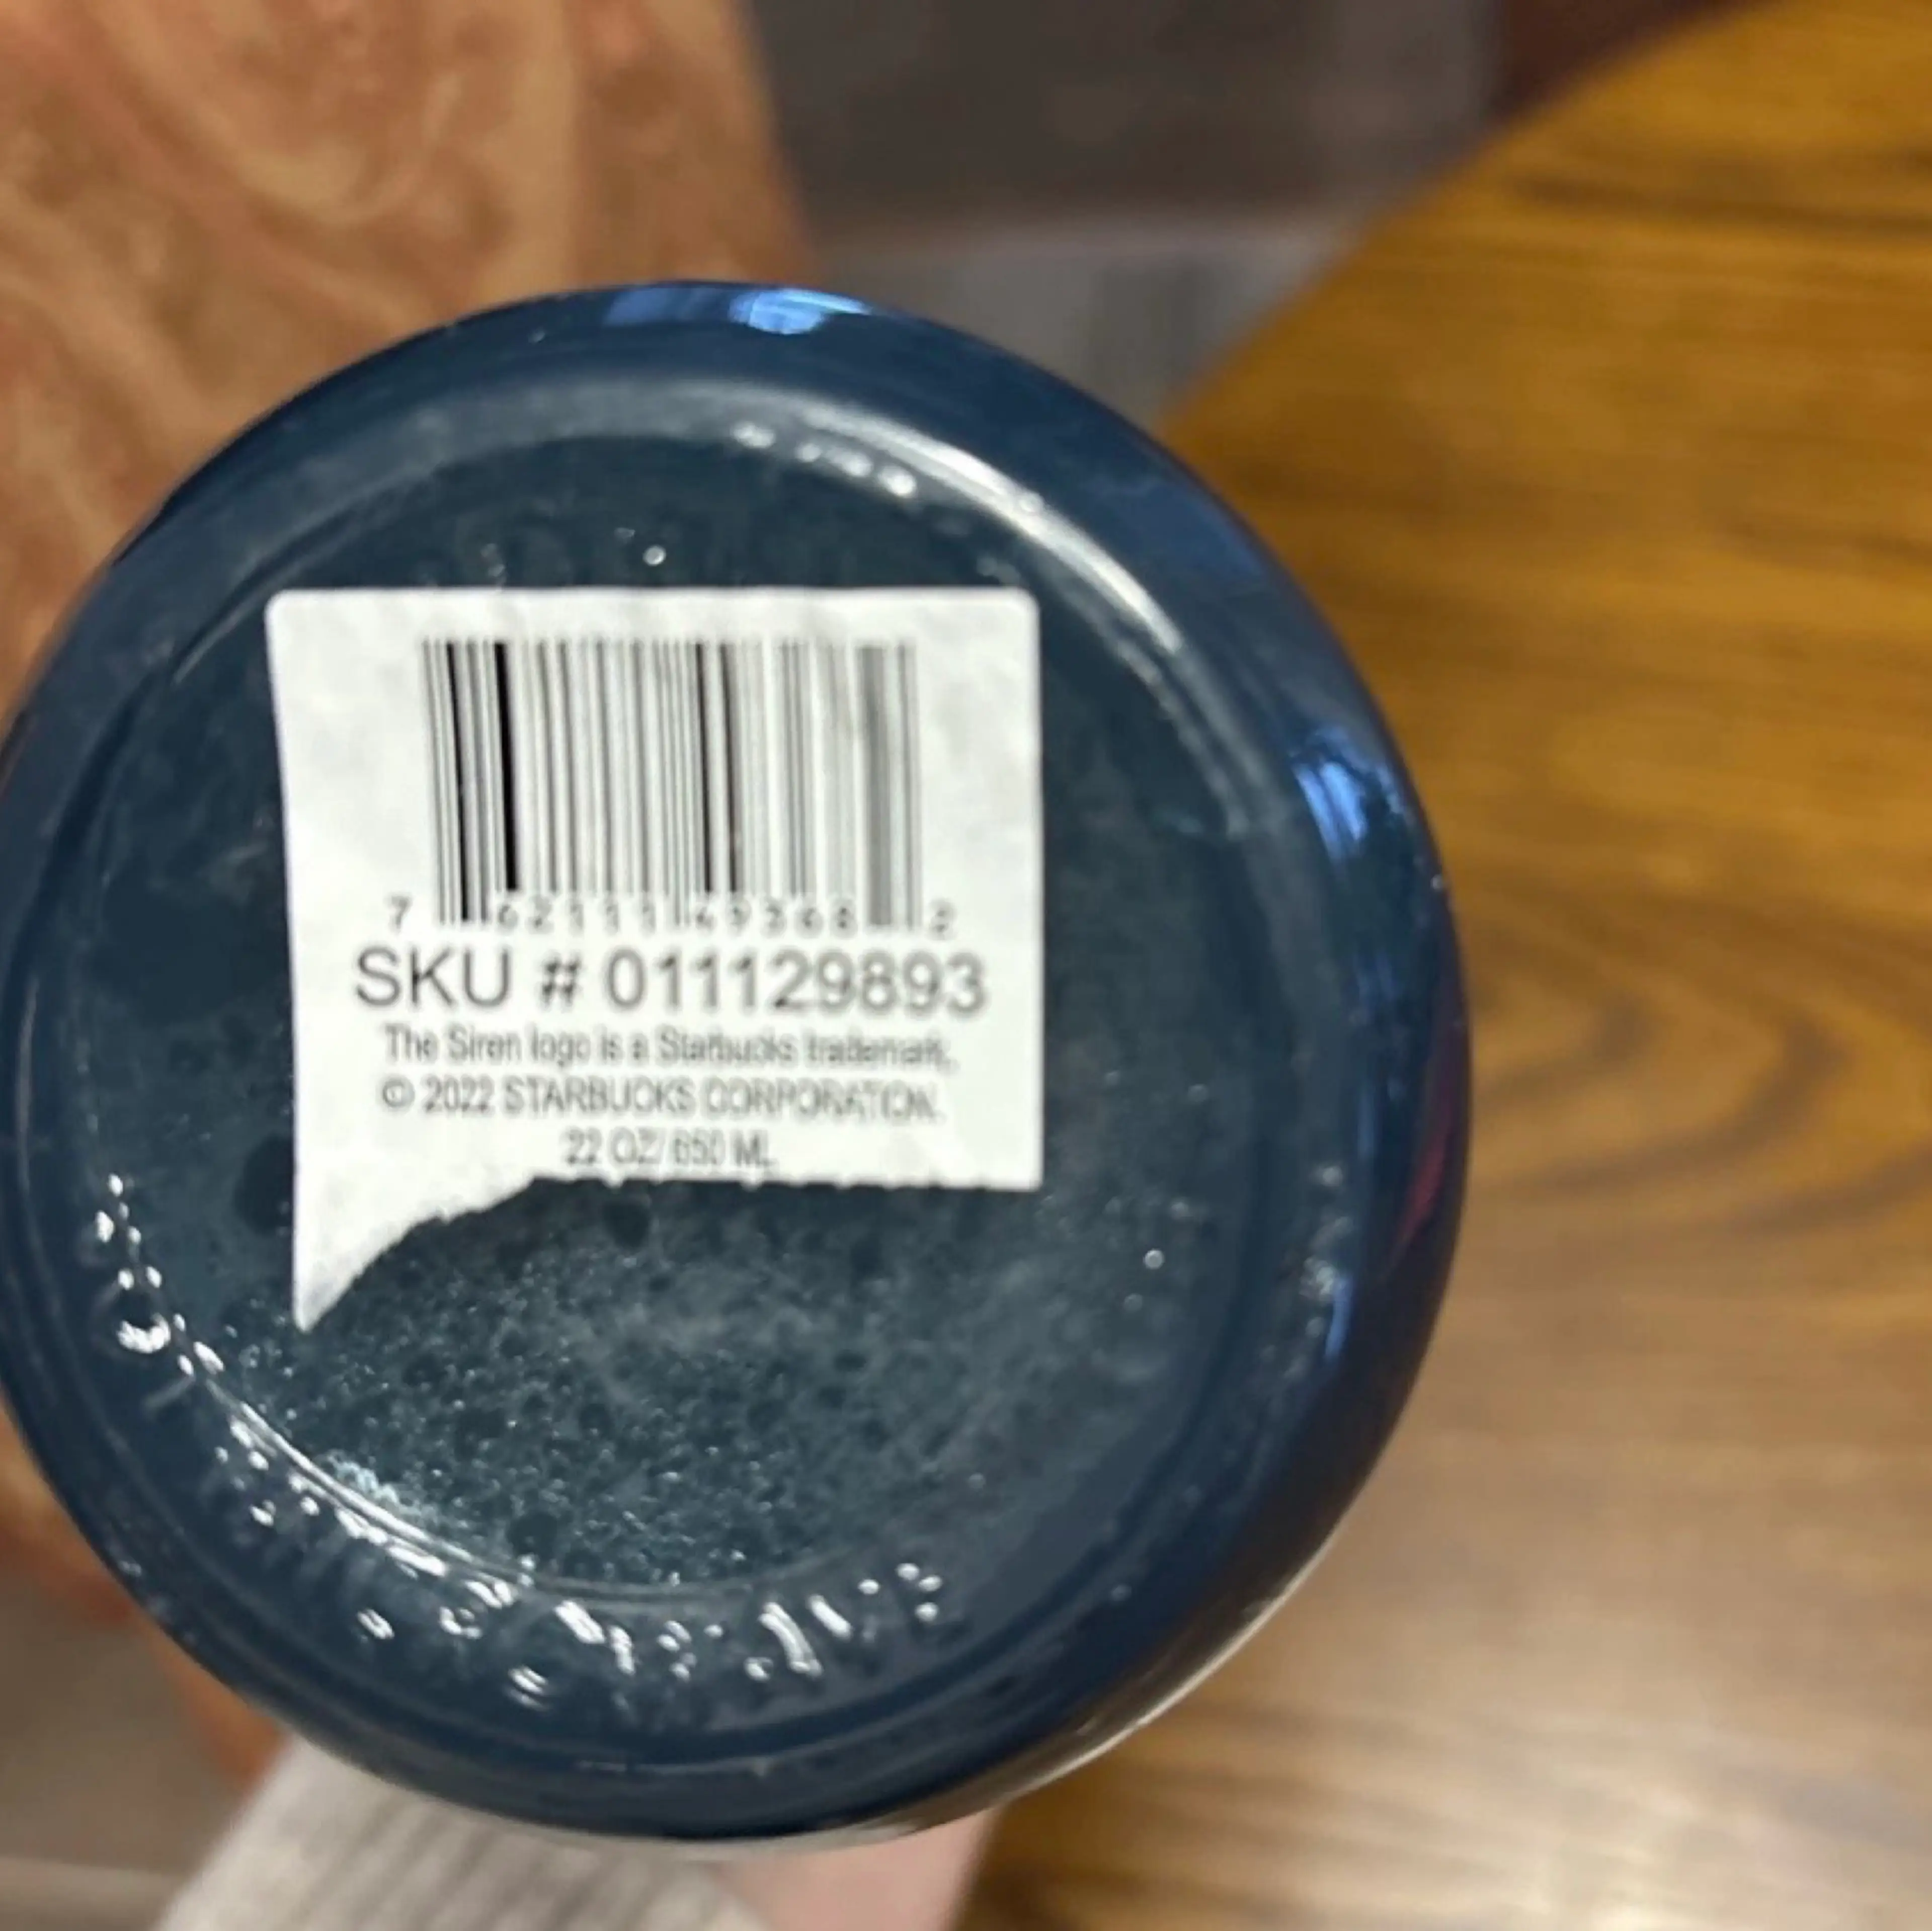 7 62111 49368 2
SKU # 011129893
The Siren logo is a Starbucks trademark.
© 2022 STARBUCKS CORPORATION.
22 OZ/ 650 ML